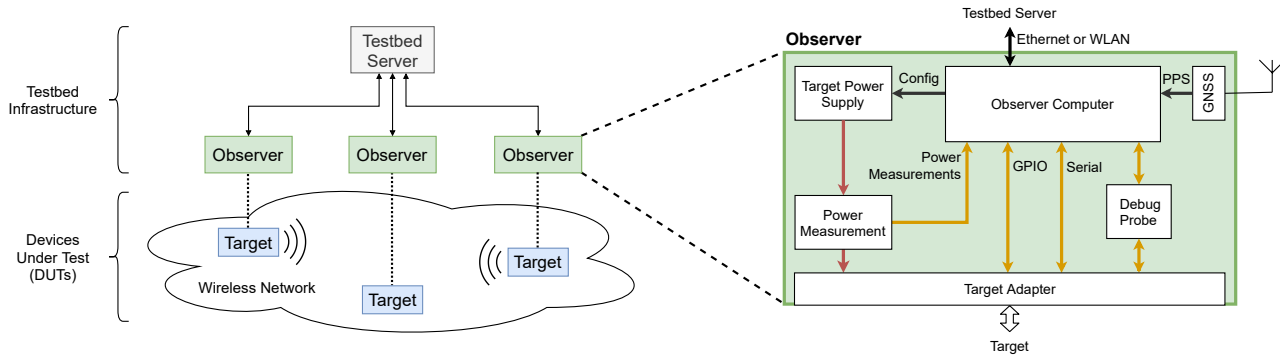 Testbed
Infrastructure
Devices
Under Test
(DUTs)
Testbed
Server
Observer
Observer
Observer
Target
Target
Target
Wireless Network
Testbed Server
Ethernet or WLAN
Observer
Target Power
Supply
Config
Observer Computer
PPS
GNSS
Power
Measurements
GPIO
Serial
Power
Measurement
Debug
Probe
Target Adapter
Target